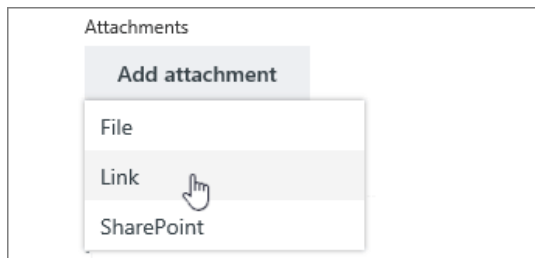 Attachments
Add attachment
File
Link
SharePoint